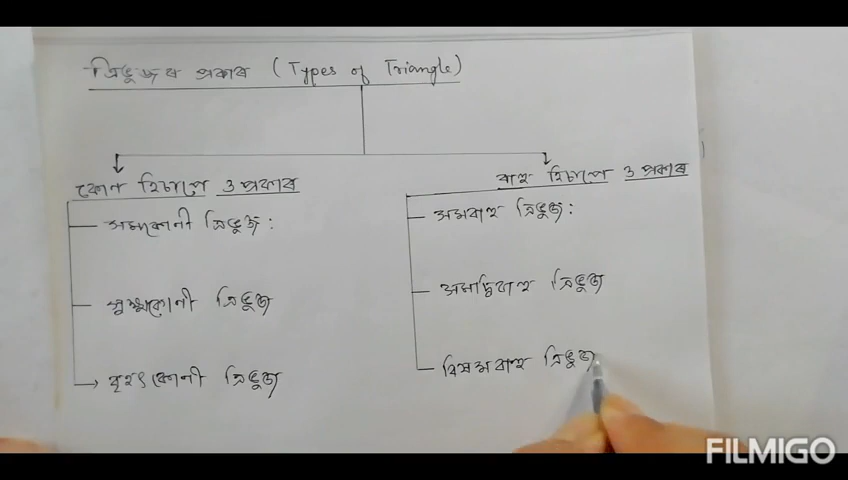 ত্ৰিভুজৰ প্ৰকাৰ (Types of Triangle)
কোণ হিচাপে ৩ প্ৰকাৰ
সমকোণী ত্ৰিভুজ:
সুক্ষ্মকোণী ত্ৰিভুজ
বৃহৎকোণী ত্ৰিভুজ
বাহু হিচাপে ৩ প্ৰকাৰ
সমবাহু ত্ৰিভুজ:
সমদ্বিবাহু ত্ৰিভুজ
বিষমবাহু ত্ৰিভুজ
FILMIGO